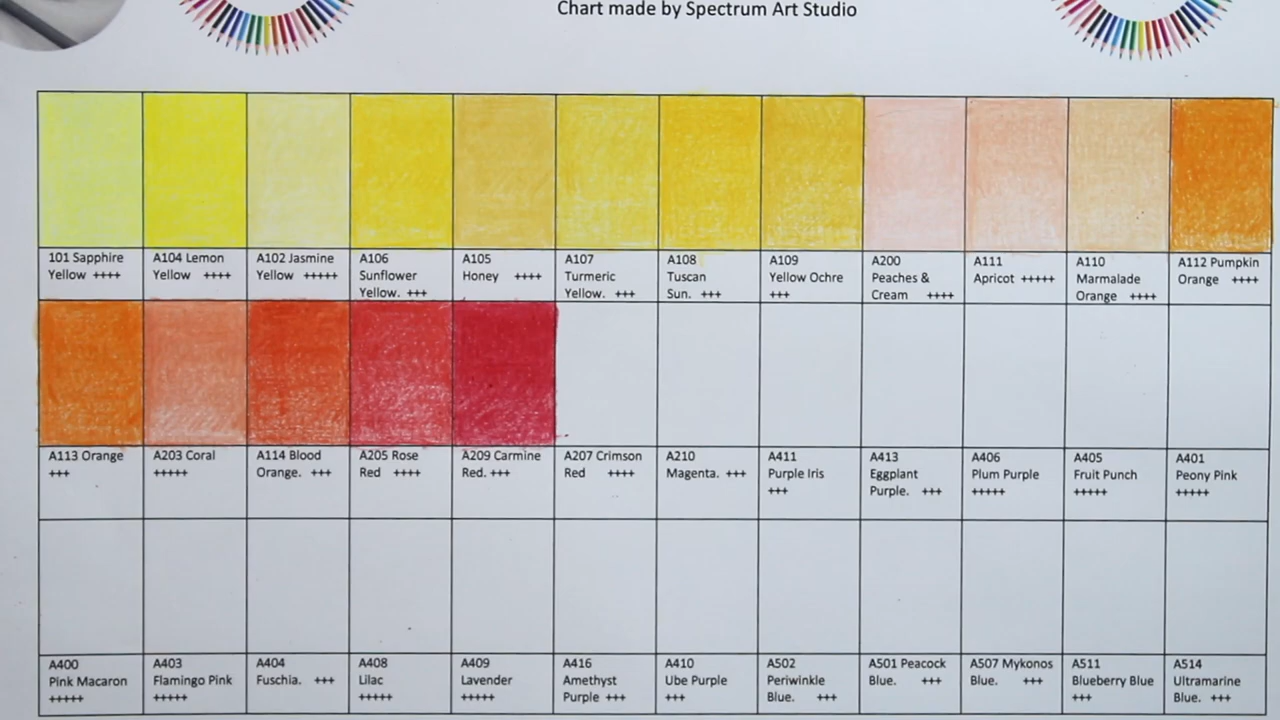 Chart made by Spectrum Art Studio
101 Sapphire
Yellow ++++
A104 Lemon
Yellow ++++
A102 Jasmine
Yellow +++++
A106
Sunflower
Yellow. +++
A105
Honey ++++
A107
Turmeric
Yellow. +++
A108
Tuscan
Sun. +++
A109
Yellow Ochre
+++
A200
Peaches &
Cream ++++
A111
Apricot +++++
A110
Marmalade
Orange ++++
A112 Pumpkin
Orange ++++
A113 Orange
+++
A203 Coral
+++++
A114 Blood
Orange. +++
A205 Rose
Red ++++
A209 Carmine
Red. +++
A207 Crimson
Red ++++
A210
Magenta. +++
A411
Purple Iris
+++
A413
Eggplant
Purple. +++
A406
Plum Purple
+++++
A405
Fruit Punch
+++++
A401
Peony Pink
+++++
A400
Pink Macaron
+++++
A403
Flamingo Pink
+++++
A404
Fuschia. +++
A408
Lilac
+++++
A409
Lavender
+++++
A416
Amethyst
Purple +++
A410
Ube Purple
+++
A502
Periwinkle
Blue. +++
A501 Peacock
Blue. +++
A507 Mykonos
Blue. +++
A511
Blueberry Blue
+++
A514
Ultramarine
Blue. +++